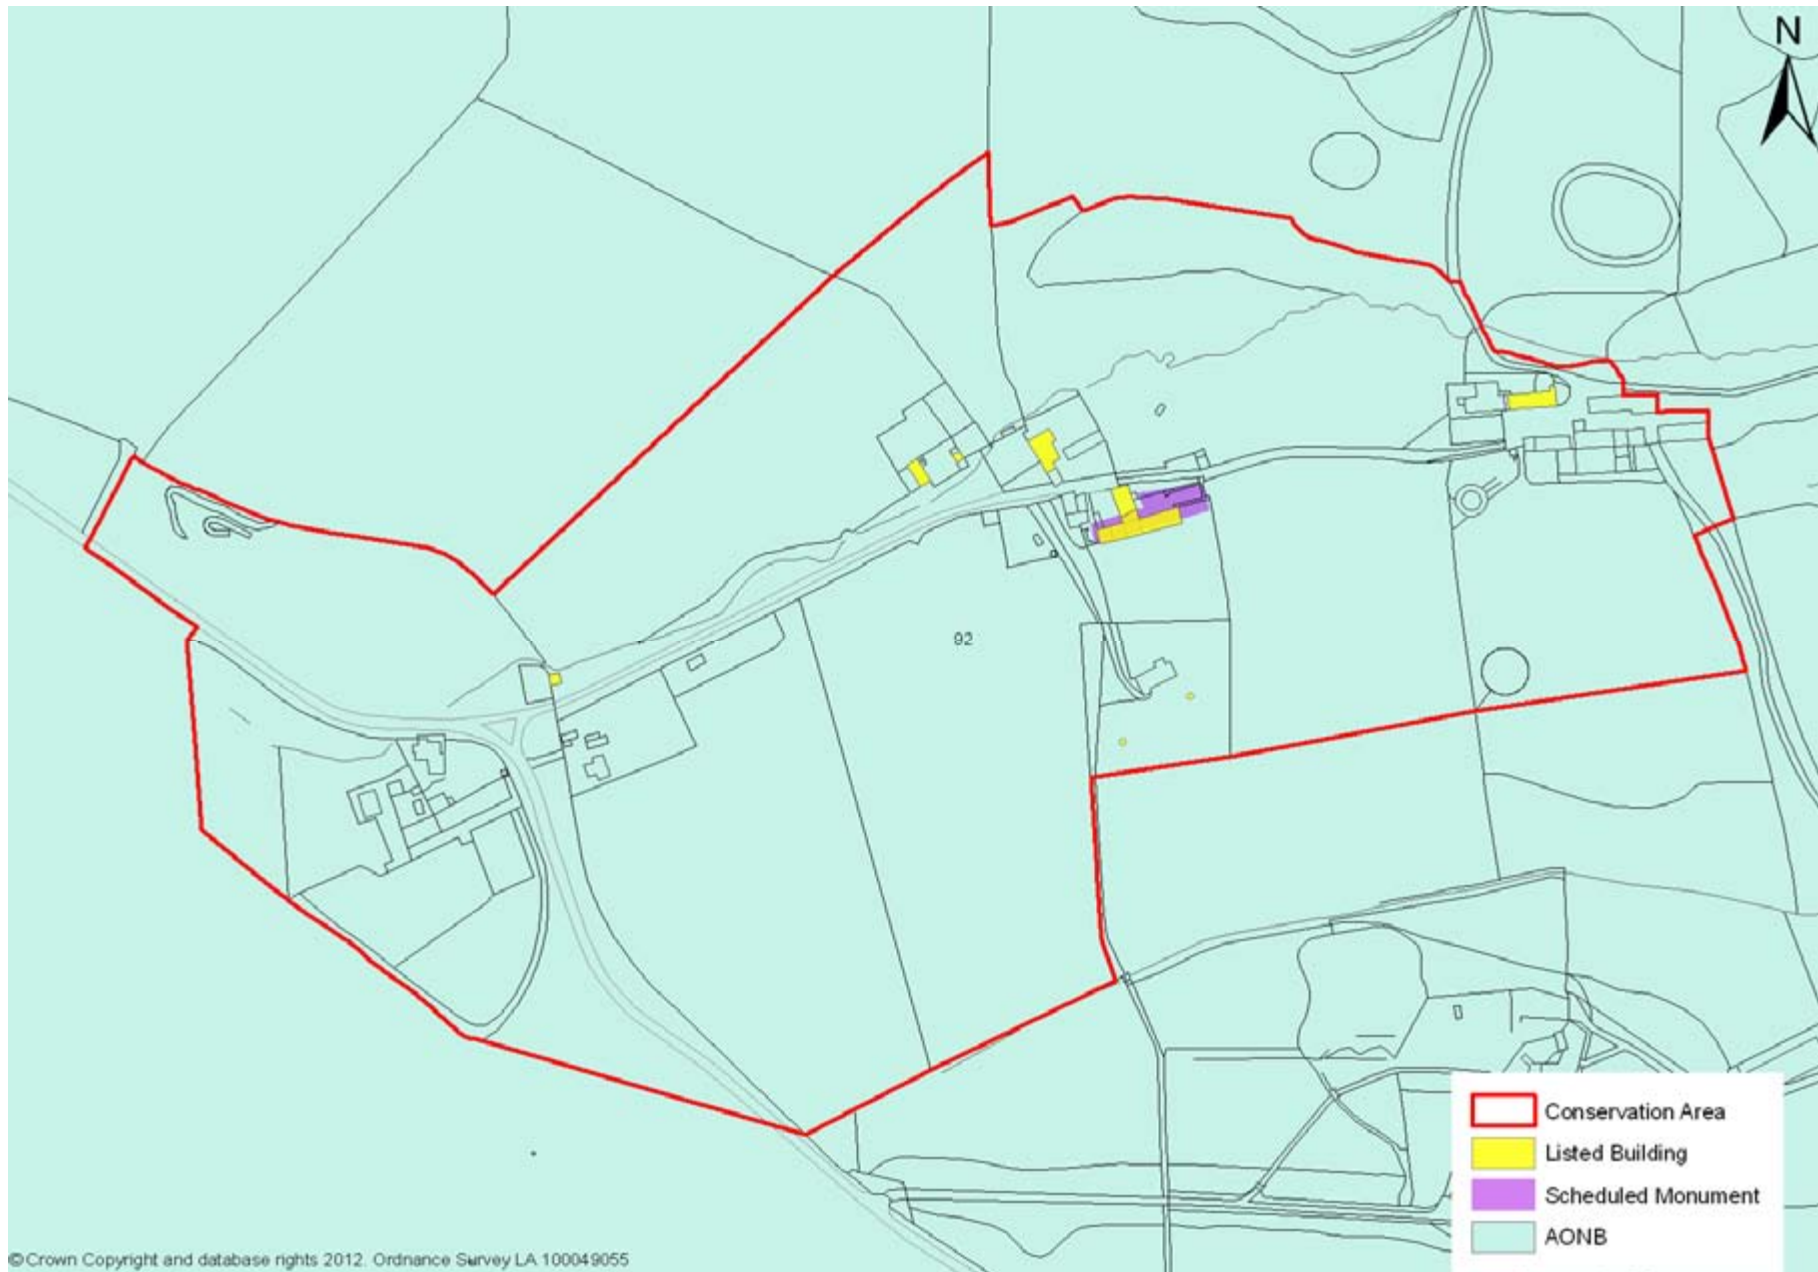 N
92
Conservation Area
Listed Building
Scheduled Monument
AONB
©Crown Copyright and database rights 2012. Ordnance Survey LA 100049055